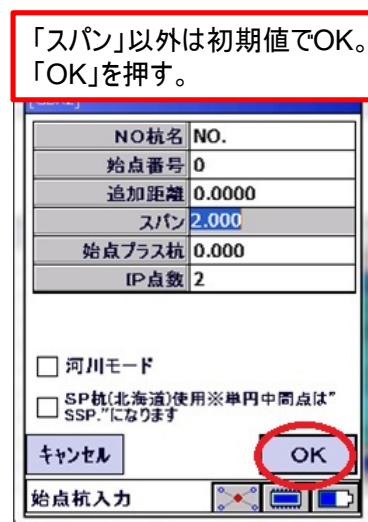 「スパン」以外は初期値でOK。
「OK」を押す。
NO杭名 NO.
始点番号 0
追加距離 0.0000
スパン 2.000
始点プラス杭 0.000
IP点数 2
河川モード
SP杭(北海道)使用※単円中間点は"
SSP."になります
キャンセル OK
始点杭入力